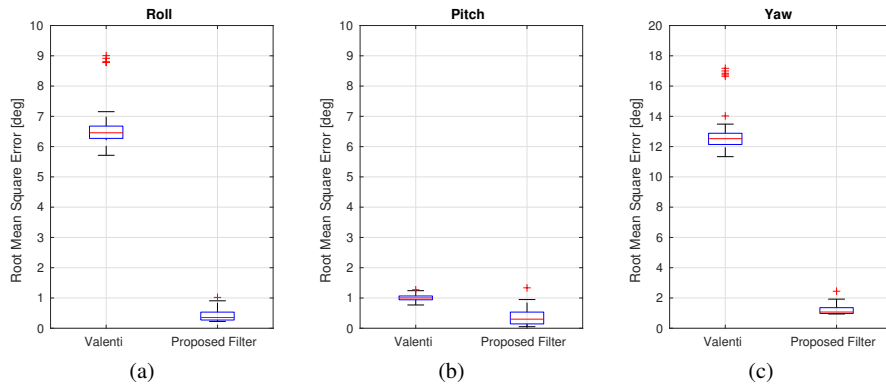 Roll
Root Mean Square Error [deg]
10
9
8
7
6
5
4
3
2
1
0
Valenti
Proposed Filter
(a)
Pitch
Root Mean Square Error [deg]
10
9
8
7
6
5
4
3
2
1
0
Valenti
Proposed Filter
(b)
Yaw
Root Mean Square Error [deg]
20
18
16
14
12
10
8
6
4
2
0
Valenti
Proposed Filter
(c)